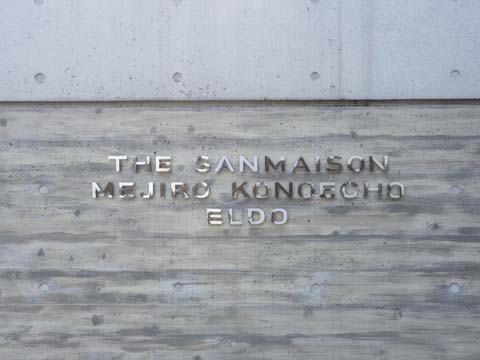 THE SANMAISON
MEJIRO KONOECHO
ELDO